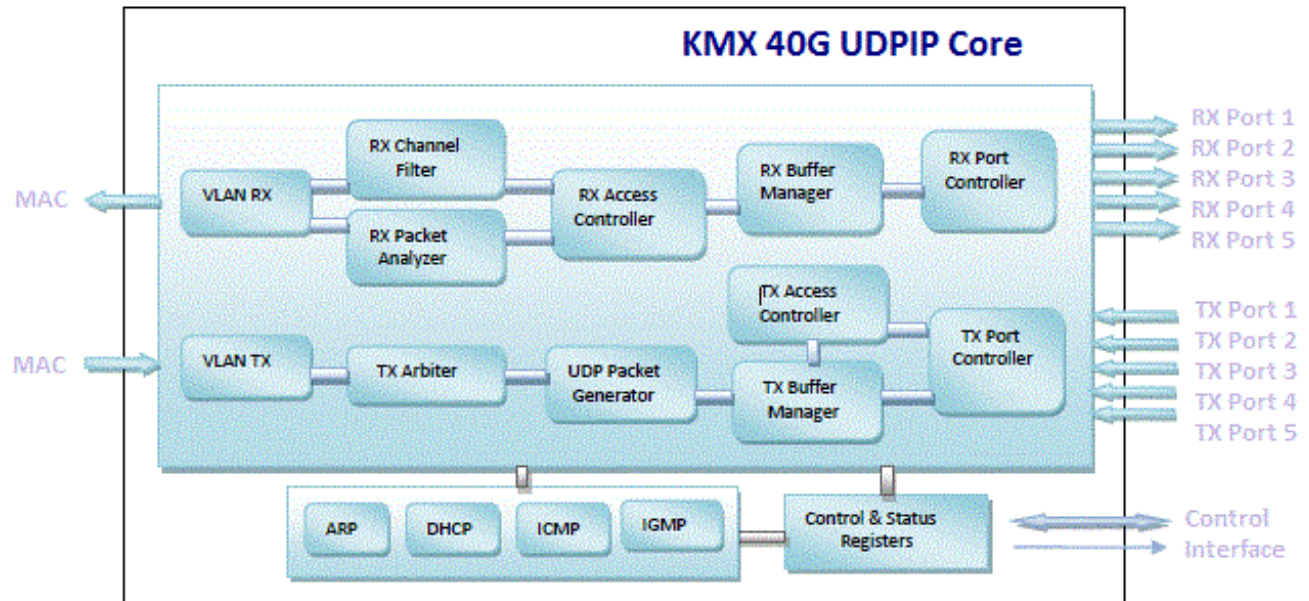 KMX 40G UDPIP Core
MAC
VLAN RX
RX Channel
Filter
RX Packet
Analyzer
RX Access
Controller
RX Buffer
Manager
RX Port
Controller
RX Port 1
RX Port 2
RX Port 3
RX Port 4
RX Port 5
MAC
VLAN TX
TX Arbiter
UDP Packet
Generator
TX Access
Controller
TX Buffer
Manager
TX Port
Controller
TX Port 1
TX Port 2
TX Port 3
TX Port 4
TX Port 5
ARP
DHCP
ICMP
IGMP
Control & Status
Registers
Control
Interface